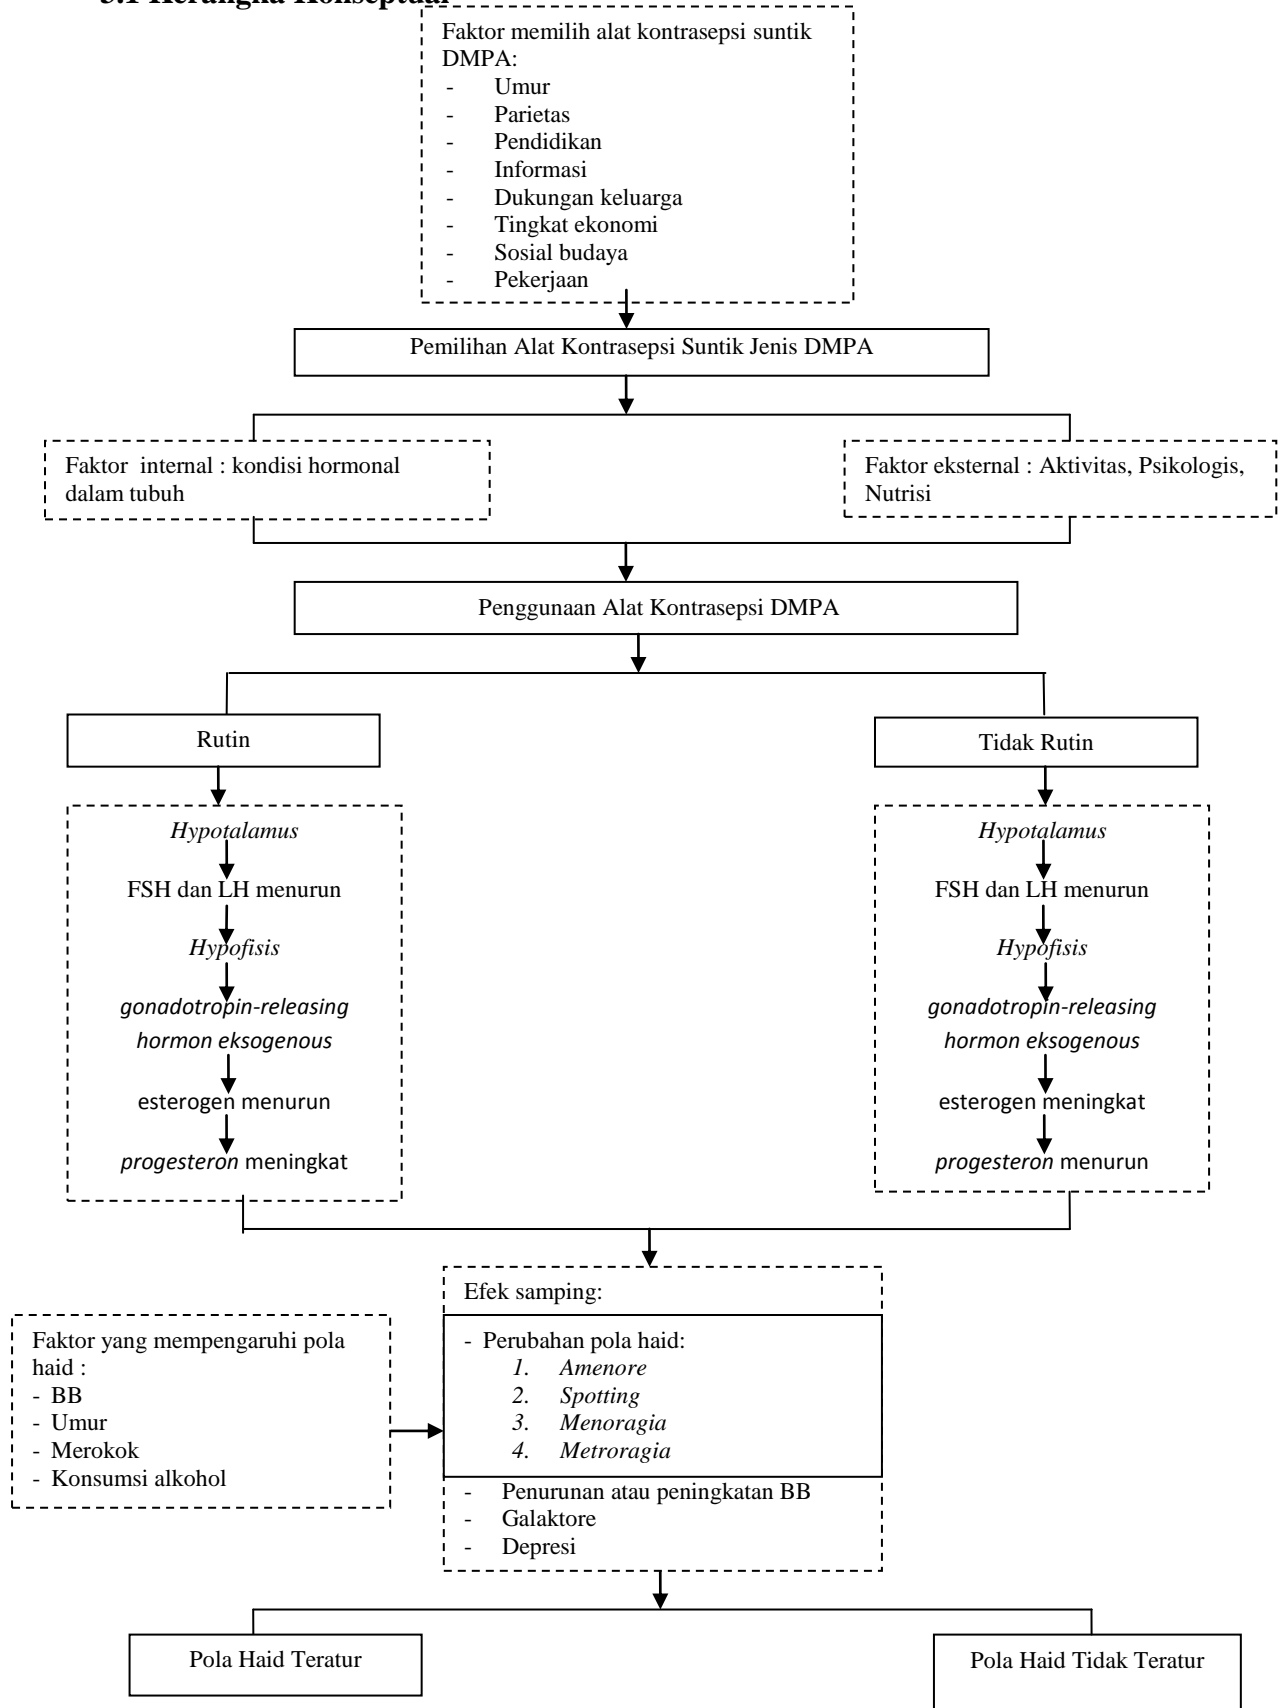 3.1 Kerangka Konseptual
Faktor memilih alat kontrasepsi suntik
DMPA:
- Umur
- Parietas
- Pendidikan
- Informasi
- Dukungan keluarga
- Tingkat ekonomi
- Sosial budaya
- Pekerjaan
Pemilihan Alat Kontrasepsi Suntik Jenis DMPA
Faktor internal : kondisi hormonal
dalam tubuh
Faktor eksternal : Aktivitas, Psikologis,
Nutrisi
Penggunaan Alat Kontrasepsi DMPA
Rutin
Tidak Rutin
Hypotalamus
FSH dan LH menurun
Hypofisis
gonadotropin-releasing
hormon eksogenous
esterogen menurun
progesteron meningkat
Hypotalamus
FSH dan LH menurun
Hypofisis
gonadotropin-releasing
hormon eksogenous
esterogen meningkat
progesteron menurun
Faktor yang mempengaruhi pola
haid :
- BB
- Umur
- Merokok
- Konsumsi alkohol
Efek samping:
- Perubahan pola haid:
1. Amenore
2. Spotting
3. Menoragia
4. Metroragia
- Penurunan atau peningkatan BB
- Galaktore
- Depresi
Pola Haid Teratur
Pola Haid Tidak Teratur